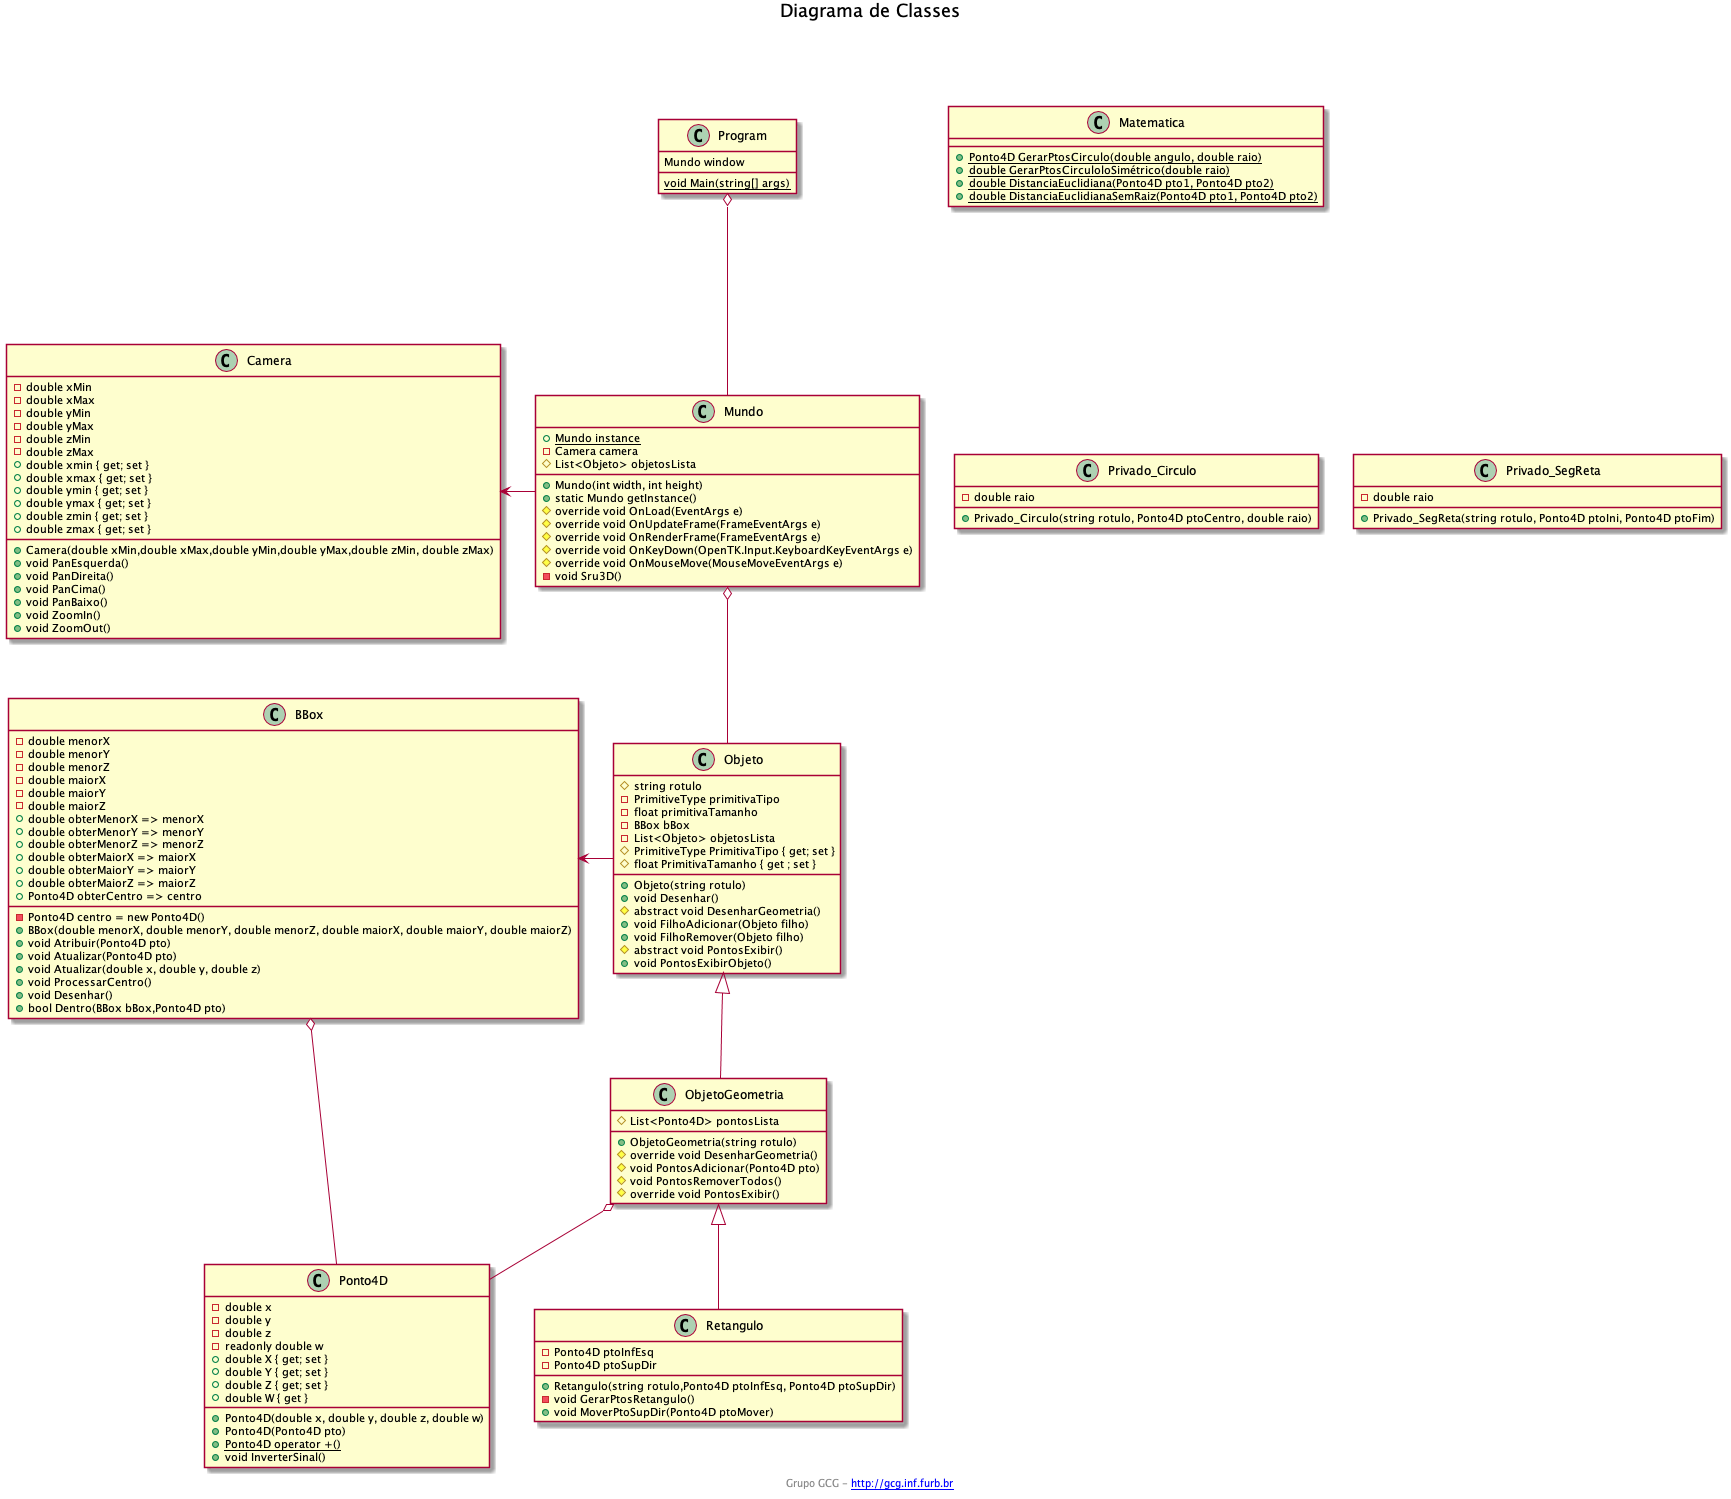 Diagrama de Classes
C Program
Mundo window
void Main(string[] args)
C Matematica
Ponto4D GerarPtosCirculo(double angulo, double raio)
double GerarPtosCirculoloSimétrico(double raio)
double DistanciaEuclidiana(Ponto4D pto1, Ponto4D pto2)
double DistanciaEuclidianaSemRaiz(Ponto4D pto1, Ponto4D pto2)
C Camera
double xMin
double xMax
double yMin
double yMax
double zMin
double zMax
double xmin { get; set }
double xmax { get; set }
double ymin { get; set }
double ymax { get; set }
double zmin { get; set }
double zmax { get; set }
Camera(double xMin,double xMax,double yMin,double yMax,double zMin, double zMax)
void PanEsquerda()
void PanDireita()
void PanCima()
void PanBaixo()
void ZoomIn()
void ZoomOut()
C Mundo
Mundo instance
Camera camera
List<Objeto> objetosLista
Mundo(int width, int height)
static Mundo getInstance()
override void OnLoad(EventArgs e)
override void OnUpdateFrame(FrameEventArgs e)
override void OnRenderFrame(FrameEventArgs e)
override void OnKeyDown(OpenTK.Input.KeyboardKeyEventArgs e)
override void OnMouseMove(MouseMoveEventArgs e)
void Sru3D()
C Privado_Circulo
double raio
Privado_Circulo(string rotulo, Ponto4D ptoCentro, double raio)
C Privado_SegReta
double raio
Privado_SegReta(string rotulo, Ponto4D ptoIni, Ponto4D ptoFim)
C BBox
double menorX
double menorY
double menorZ
double maiorX
double maiorY
double maiorZ
double obterMenorX => menorX
double obterMenorY => menorY
double obterMenorZ => menorZ
double obterMaiorX => maiorX
double obterMaiorY => maiorY
double obterMaiorZ => maiorZ
Ponto4D obterCentro => centro
Ponto4D centro = new Ponto4D()
BBox(double menorX, double menorY, double menorZ, double maiorX, double maiorY, double maiorZ)
void Atribuir(Ponto4D pto)
void Atualizar(Ponto4D pto)
void Atualizar(double x, double y, double z)
void ProcessarCentro()
void Desenhar()
bool Dentro(BBox bBox,Ponto4D pto)
C Objeto
string rotulo
PrimitiveType primitivaTipo
float primitivaTamanho
BBox bBox
List<Objeto> objetosLista
PrimitiveType PrimitivaTipo { get; set }
float PrimitivaTamanho { get ; set }
Objeto(string rotulo)
void Desenhar()
abstract void DesenharGeometria()
void FilhoAdicionar(Objeto filho)
void FilhoRemover(Objeto filho)
abstract void PontosExibir()
void PontosExibirObjeto()
C ObjetoGeometria
List<Ponto4D> pontosLista
ObjetoGeometria(string rotulo)
override void DesenharGeometria()
void PontosAdicionar(Ponto4D pto)
void PontosRemoverTodos()
override void PontosExibir()
C Ponto4D
double x
double y
double z
readonly double w
double X { get; set }
double Y { get; set }
double Z { get; set }
double W { get }
Ponto4D(double x, double y, double z, double w)
Ponto4D(Ponto4D pto)
Ponto4D operator +()
void InverterSinal()
C Retangulo
Ponto4D ptoInfEsq
Ponto4D ptoSupDir
Retangulo(string rotulo,Ponto4D ptoInfEsq, Ponto4D ptoSupDir)
void GerarPtosRetangulo()
void MoverPtoSupDir(Ponto4D ptoMover)
Grupo GCG – http://gcg.inf.furb.br